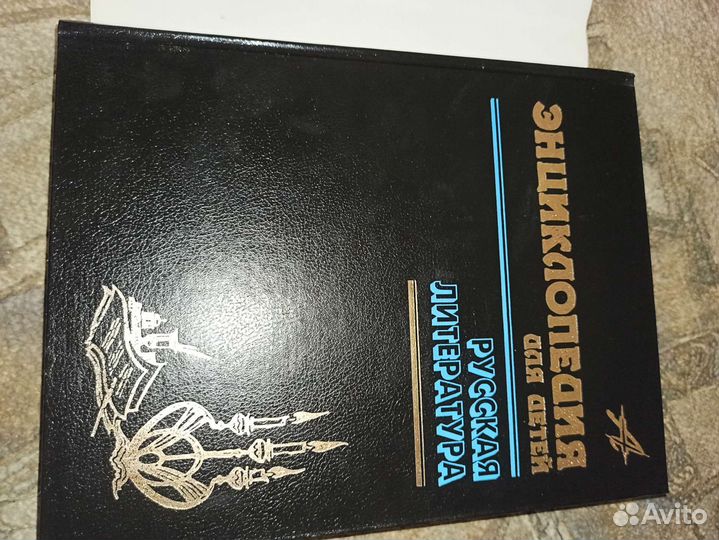 ЭНЦИКЛОПЕДИЯ
ДЛЯ ДЕТЕЙ
РУССКАЯ
ЛИТЕРАТУРА
Avito